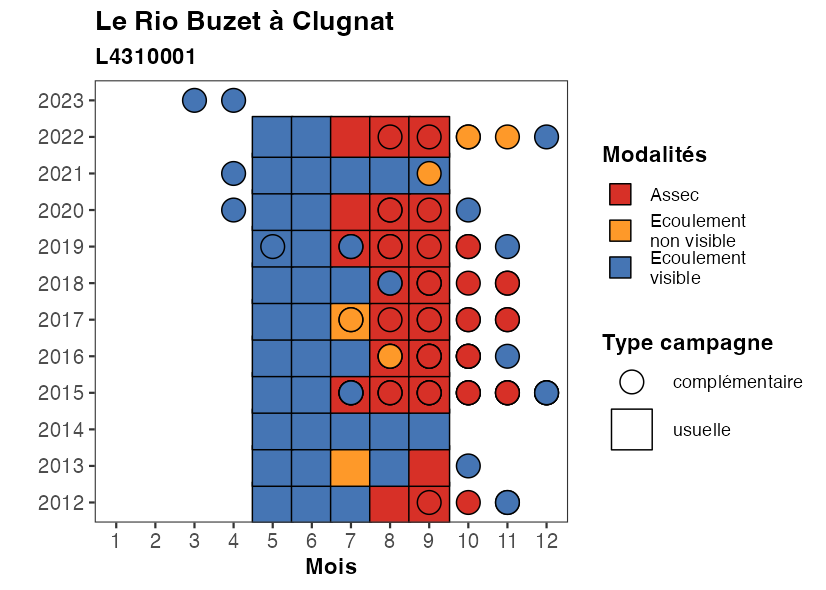 Le Rio Buzet à Clugnat
L4310001
2023
2022
2021
2020
2019
2018
2017
2016
2015
2014
2013
2012
1 2 3 4 5 6 7 8 9 10 11 12
Mois
Modalités
Assec
Ecoulement
non visible
Ecoulement
visible
Type campagne
complémentaire
usuelle